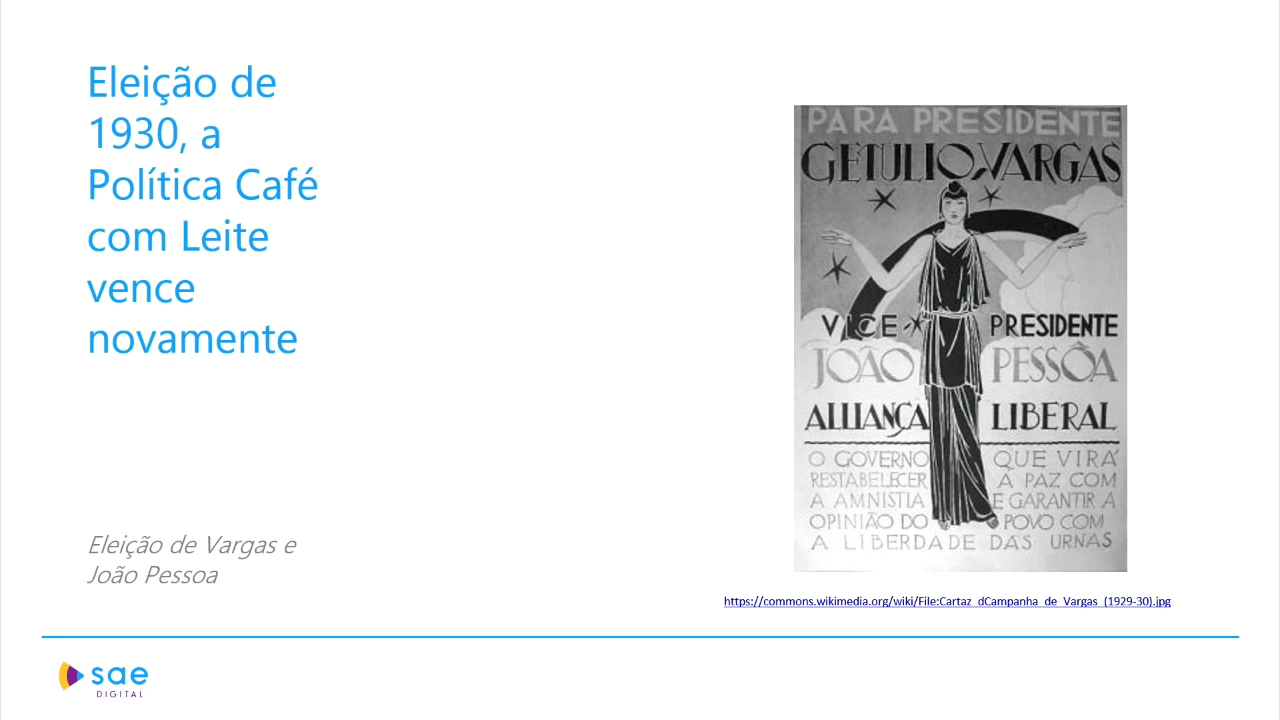 Eleição de
1930, a
Política Café
com Leite
vence
novamente
Eleição de Vargas e
João Pessoa
PARA PRESIDENTE
GETULIO VARGAS
VICE PRESIDENTE
JOÃO PESSÔA
ALLIANÇA LIBERAL
O GOVERNO QUE VIRÁ
RESTABELECER A PAZ COM
A AMNISTIA E GARANTIR A
OPINIÃO DO POVO COM
A LIBERDADE DAS URNAS
https://commons.wikimedia.org/wiki/File:Cartaz_dCampanha_de_Vargas_(1929-30).jpg
sae
DIGITAL